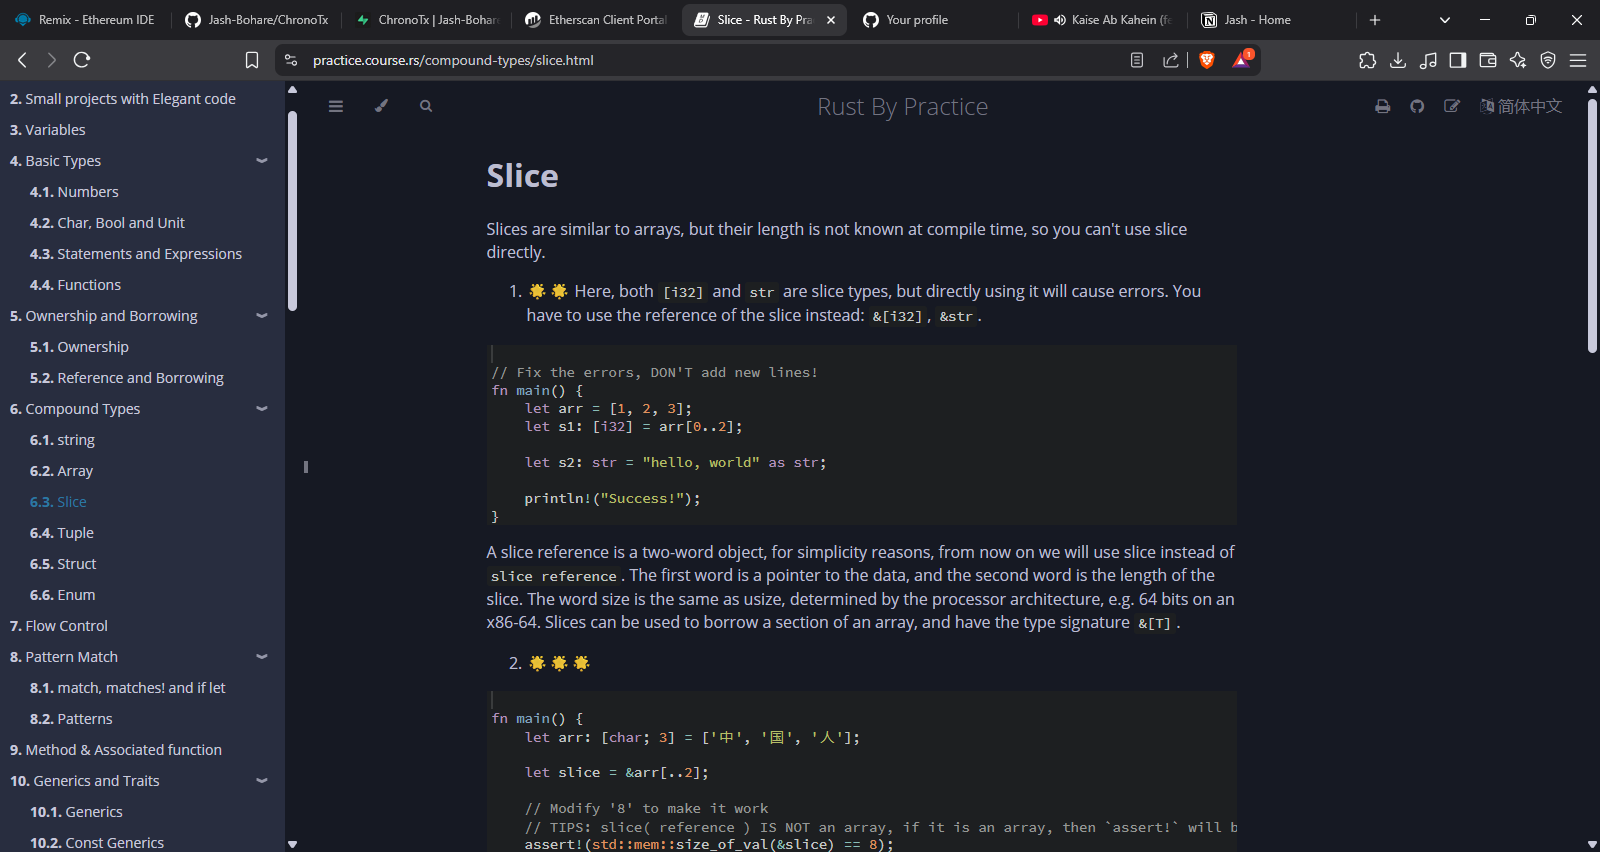 Remix - Ethereum IDE
Jash-Bohare/ChronoTx
ChronoTx | Jash-Bohar
Etherscan Client Portal
Slice - Rust By Pra
Your profile
Kaise Ab Kahein (fe
Jash - Home
practice.course.rs/compound-types/slice.html
1
2. Small projects with Elegant code
3. Variables
4. Basic Types
4.1. Numbers
4.2. Char, Bool and Unit
4.3. Statements and Expressions
4.4. Functions
5. Ownership and Borrowing
5.1. Ownership
5.2. Reference and Borrowing
6. Compound Types
6.1. string
6.2. Array
6.3. Slice
6.4. Tuple
6.5. Struct
6.6. Enum
7. Flow Control
8. Pattern Match
8.1. match, matches! and if let
8.2. Patterns
9. Method & Associated function
10. Generics and Traits
10.1. Generics
10.2. Const Generics
Rust By Practice
简体中文
Slice
Slices are similar to arrays, but their length is not known at compile time, so you can't use slice
directly.
1. 🌟🌟 Here, both [i32] and str are slice types, but directly using it will cause errors. You
have to use the reference of the slice instead: &[i32], &str.
// Fix the errors, DON'T add new lines!
fn main() {
    let arr = [1, 2, 3];
    let s1: [i32] = arr[0..2];
    let s2: str = "hello, world" as str;
    println!("Success!");
}
A slice reference is a two-word object, for simplicity reasons, from now on we will use slice instead of
slice reference. The first word is a pointer to the data, and the second word is the length of the
slice. The word size is the same as usize, determined by the processor architecture, e.g. 64 bits on an
x86-64. Slices can be used to borrow a section of an array, and have the type signature &[T].
2. 🌟🌟🌟
fn main() {
    let arr: [char; 3] = ['中', '国', '人'];
    let slice = &arr[..2];
    // Modify '8' to make it work
    // TIPS: slice( reference ) IS NOT an array, if it is an array, then `assert!` will b
    assert!(std::mem::size_of_val(&slice) == 8);